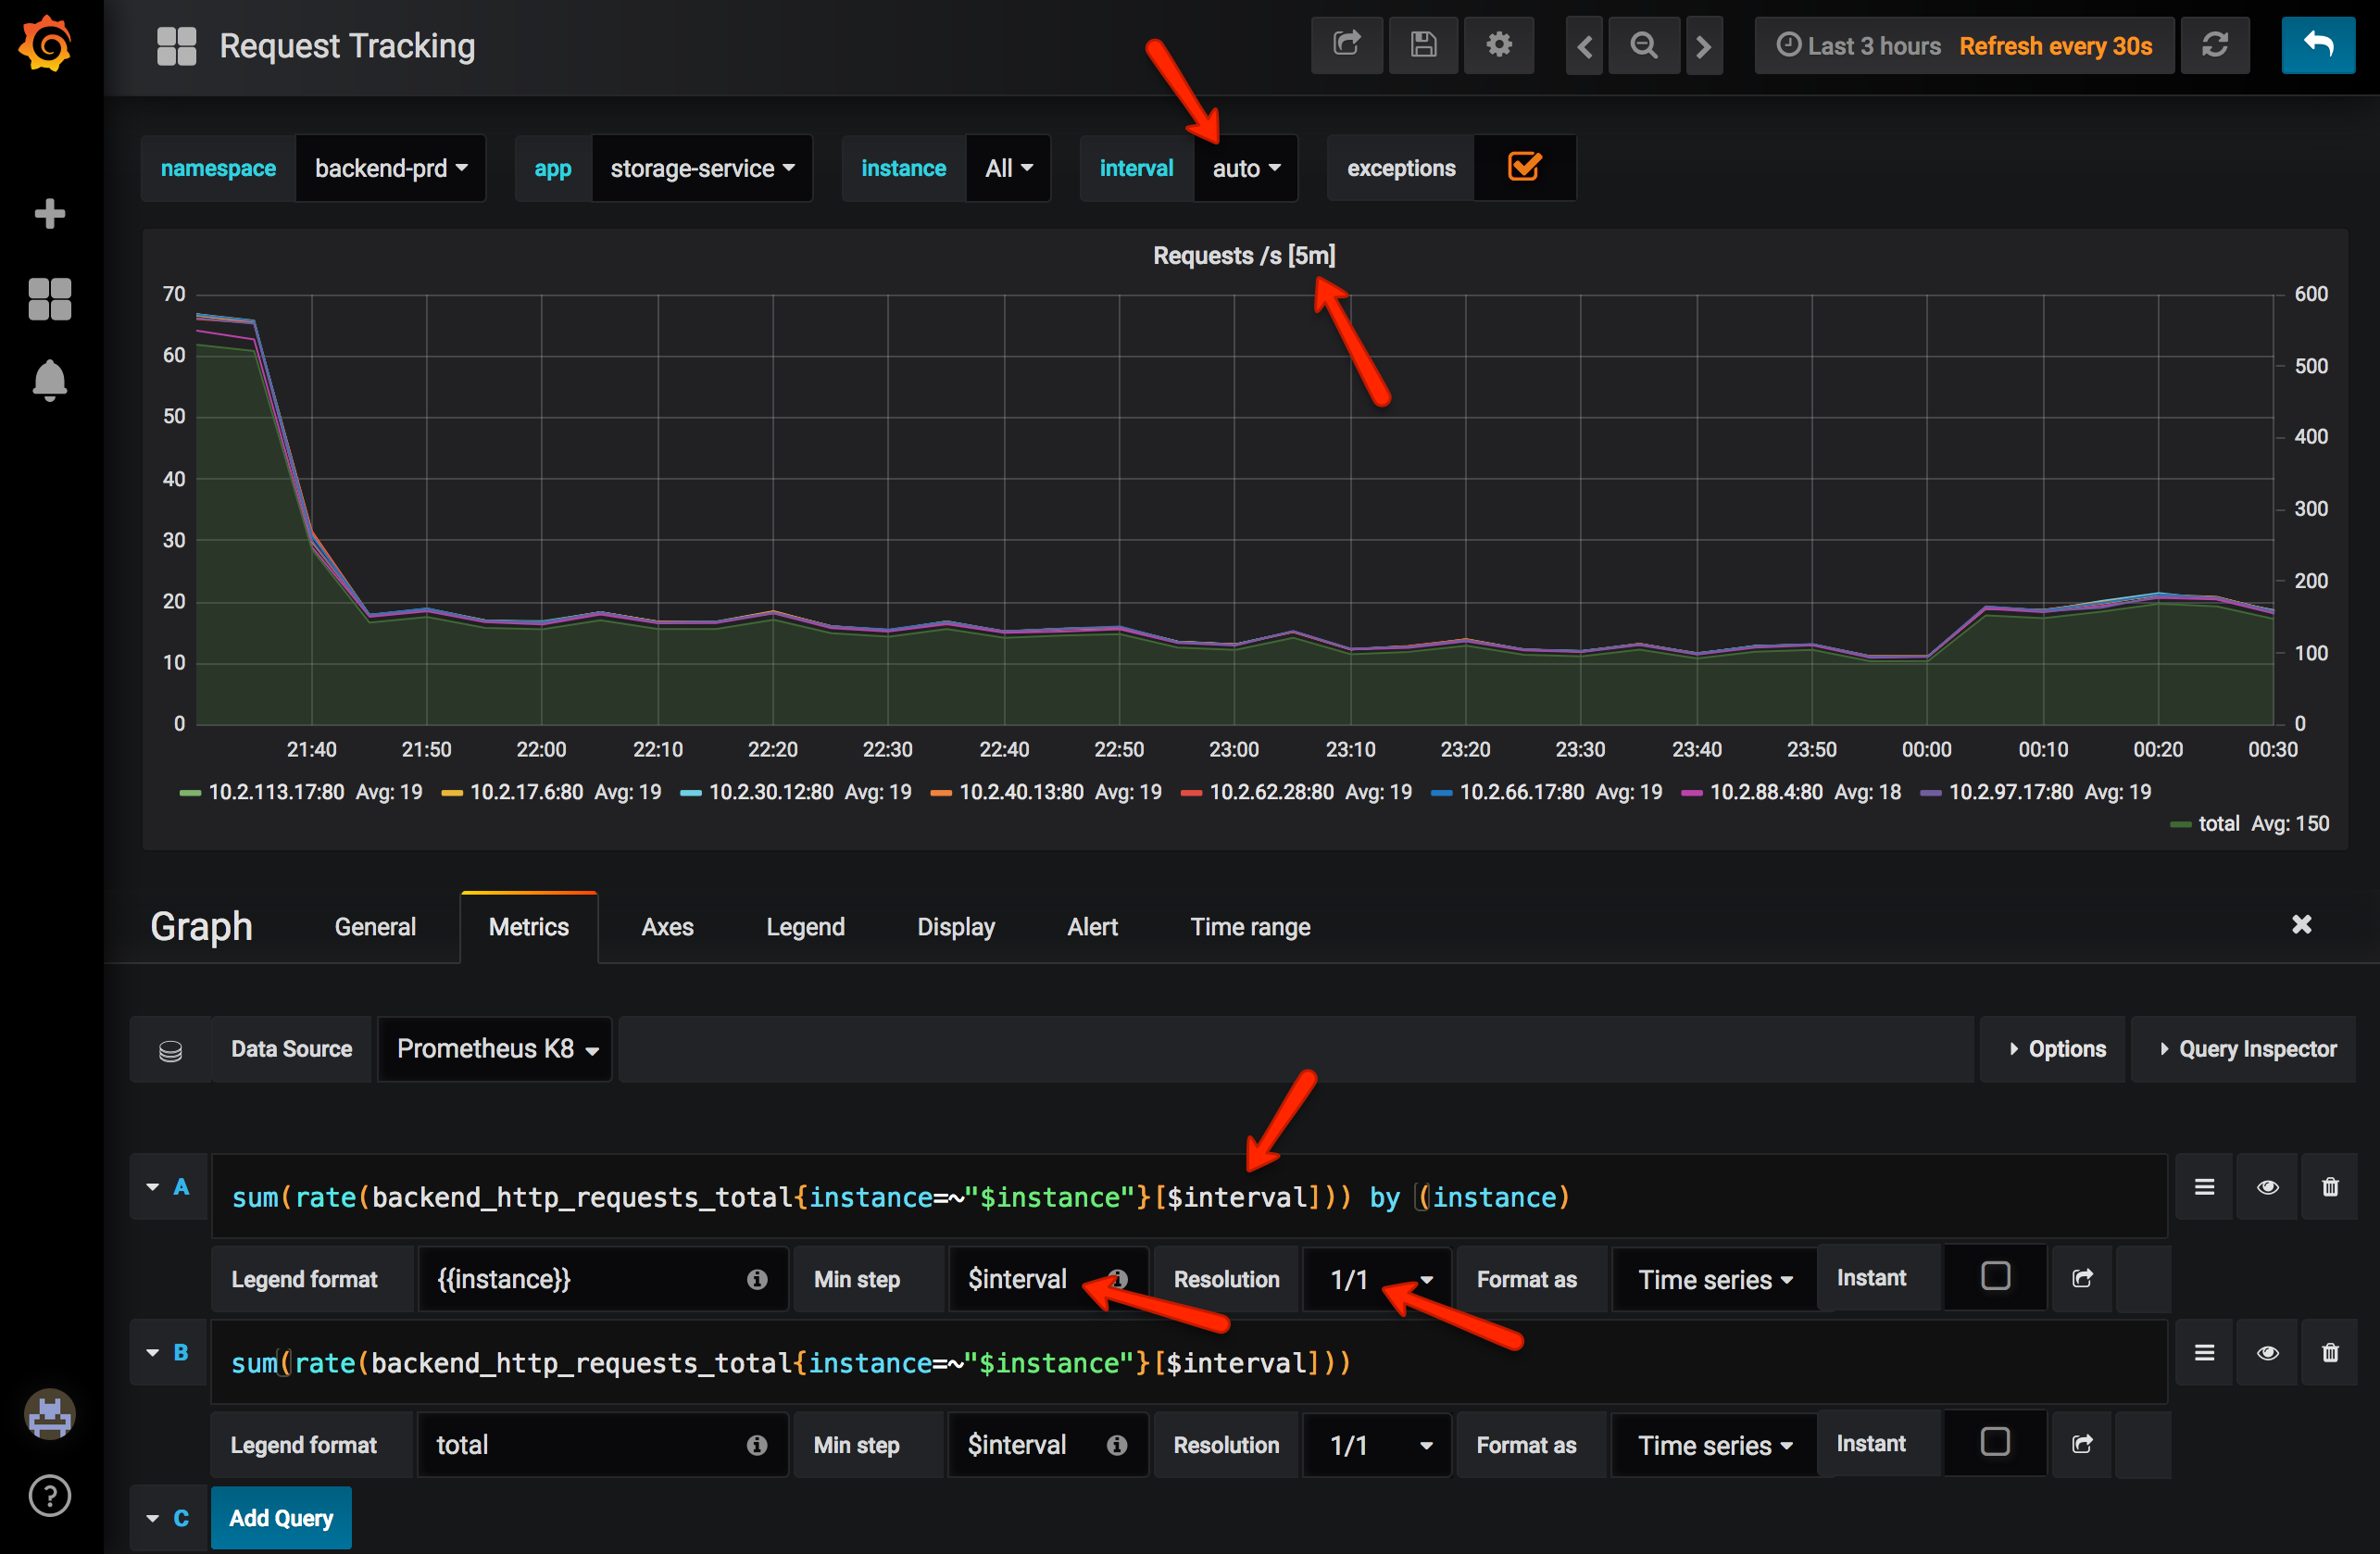 Request Tracking
Last 3 hours Refresh every 30s
namespace backend-prd app storage-service instance All interval auto exceptions
Requests /s [5m]
70 600
60 500
50 400
40 300
30 200
20 100
10 0
0
21:40 21:50 22:00 22:10 22:20 22:30 22:40 22:50 23:00 23:10 23:20 23:30 23:40 23:50 00:00 00:10 00:20 00:30
10.2.113.17:80 Avg: 19 10.2.17.6:80 Avg: 19 10.2.30.12:80 Avg: 19 10.2.40.13:80 Avg: 19 10.2.62.28:80 Avg: 19 10.2.66.17:80 Avg: 19 10.2.88.4:80 Avg: 18 10.2.97.17:80 Avg: 19
total Avg: 150
Graph General Metrics Axes Legend Display Alert Time range
Data Source Prometheus K8 Options Query Inspector
A sum(rate(backend_http_requests_total{instance=~"$instance"}[$interval])) by (instance)
Legend format {{instance}} Min step $interval Resolution 1/1 Format as Time series Instant
B sum(rate(backend_http_requests_total{instance=~"$instance"}[$interval]))
Legend format total Min step $interval Resolution 1/1 Format as Time series Instant
C Add Query